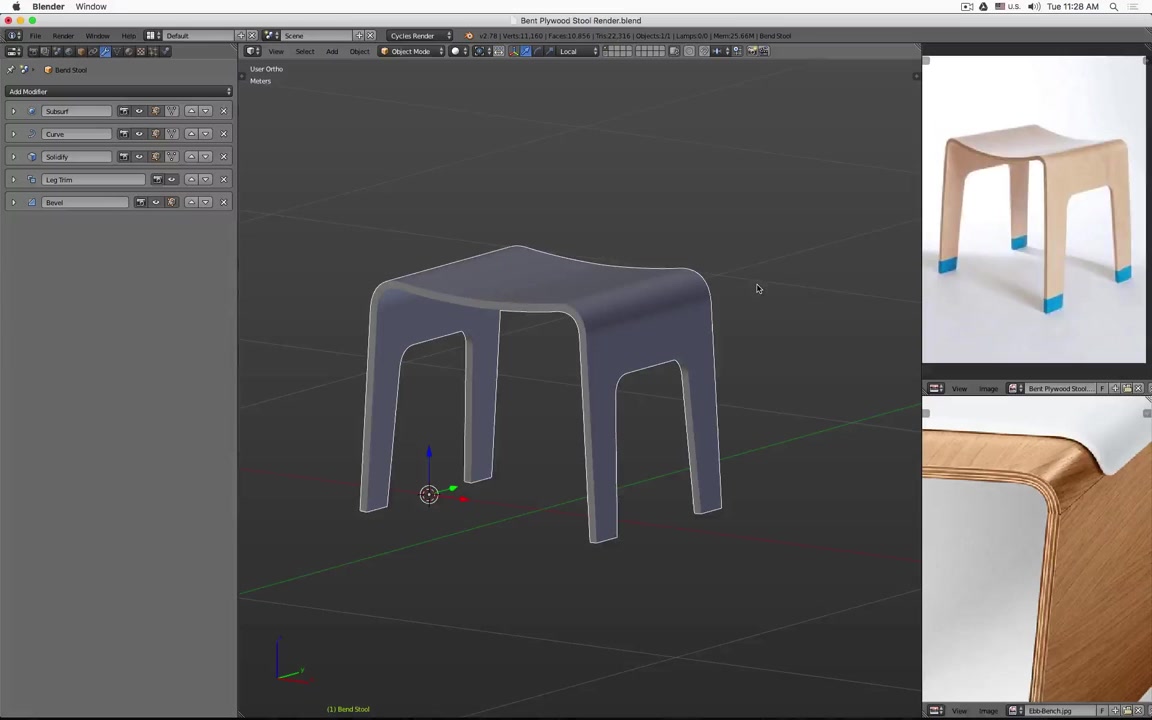 Blender Window
U.S. Tue 11:28 AM
Bent Plywood Stool Render.blend
File Render Window Help Default Scene Cycles Render v2.78 | Verts:11,160 | Faces:10,856 | Tris:22,316 | Objects:1/1 | Lamps:0/0 | Mem:25.66M | Bend Stool
View Select Add Object Object Mode Local
Bend Stool
Add Modifier
Subsurf
Curve
Solidify
Leg Trim
Bevel
User Ortho
Meters
y
(1) Bend Stool
View Image Bent Plywood Stool... F
View Image Ebb-Bench.jpg F